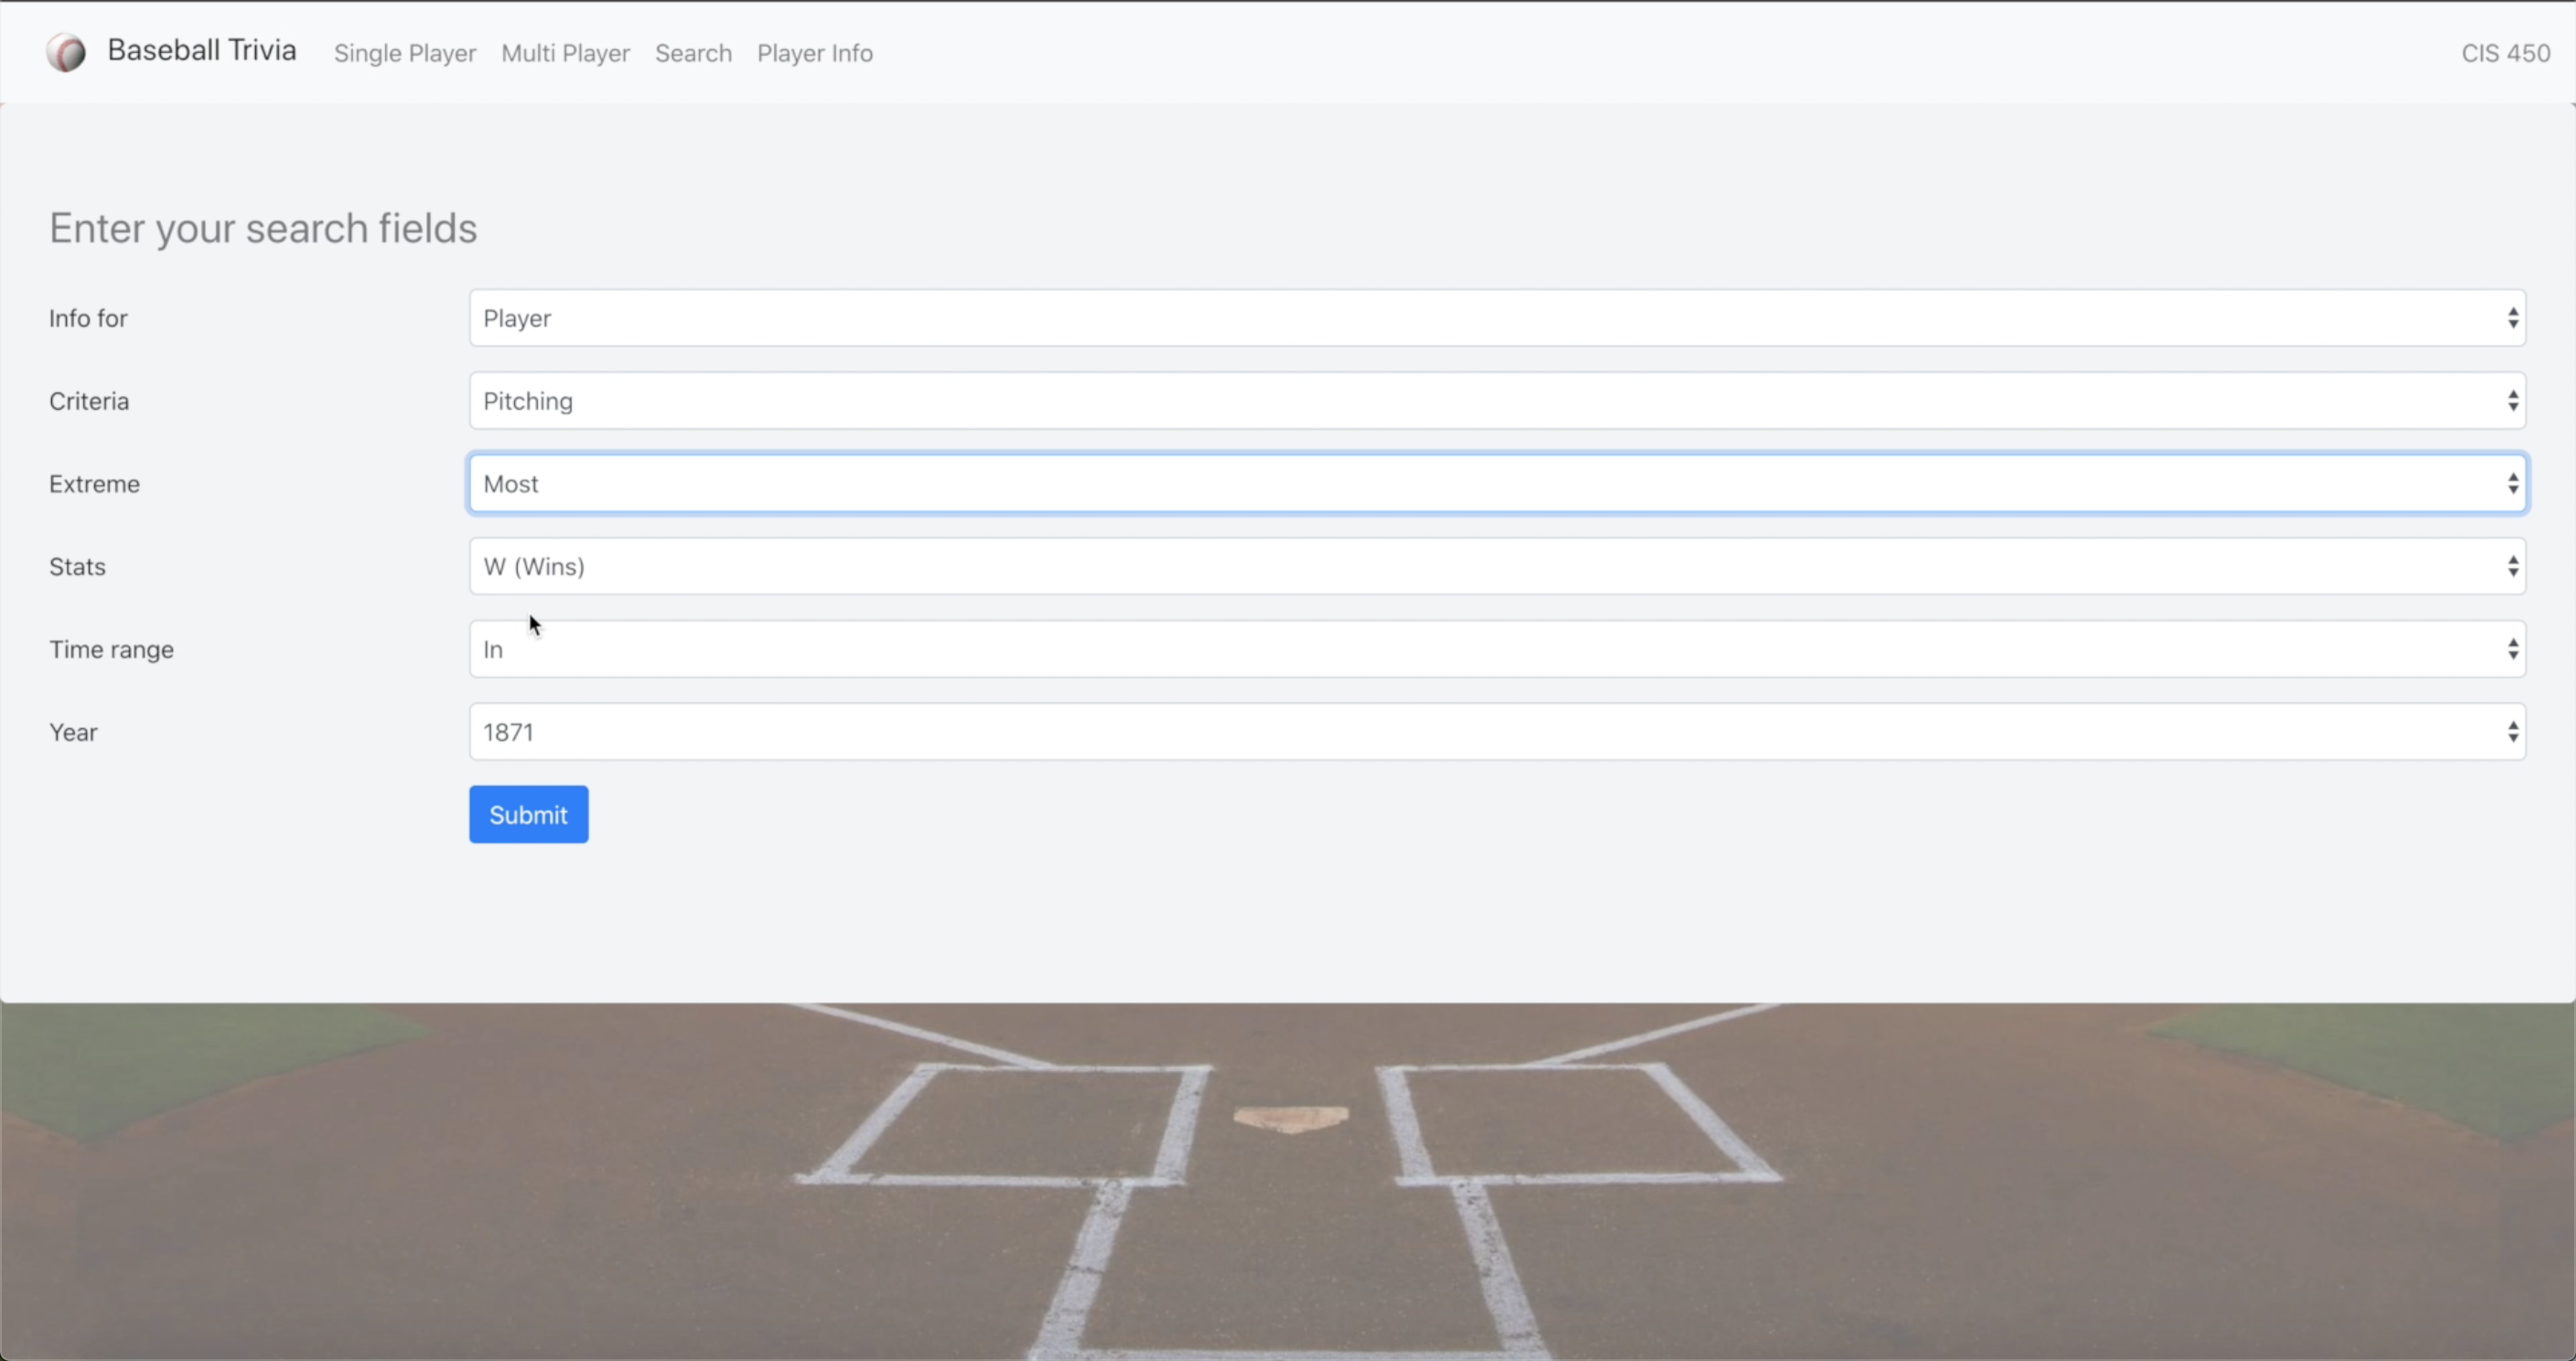 Baseball Trivia Single Player Multi Player Search Player Info CIS 450
Enter your search fields
Info for Player
Criteria Pitching
Extreme Most
Stats W (Wins)
Time range In
Year 1871
Submit